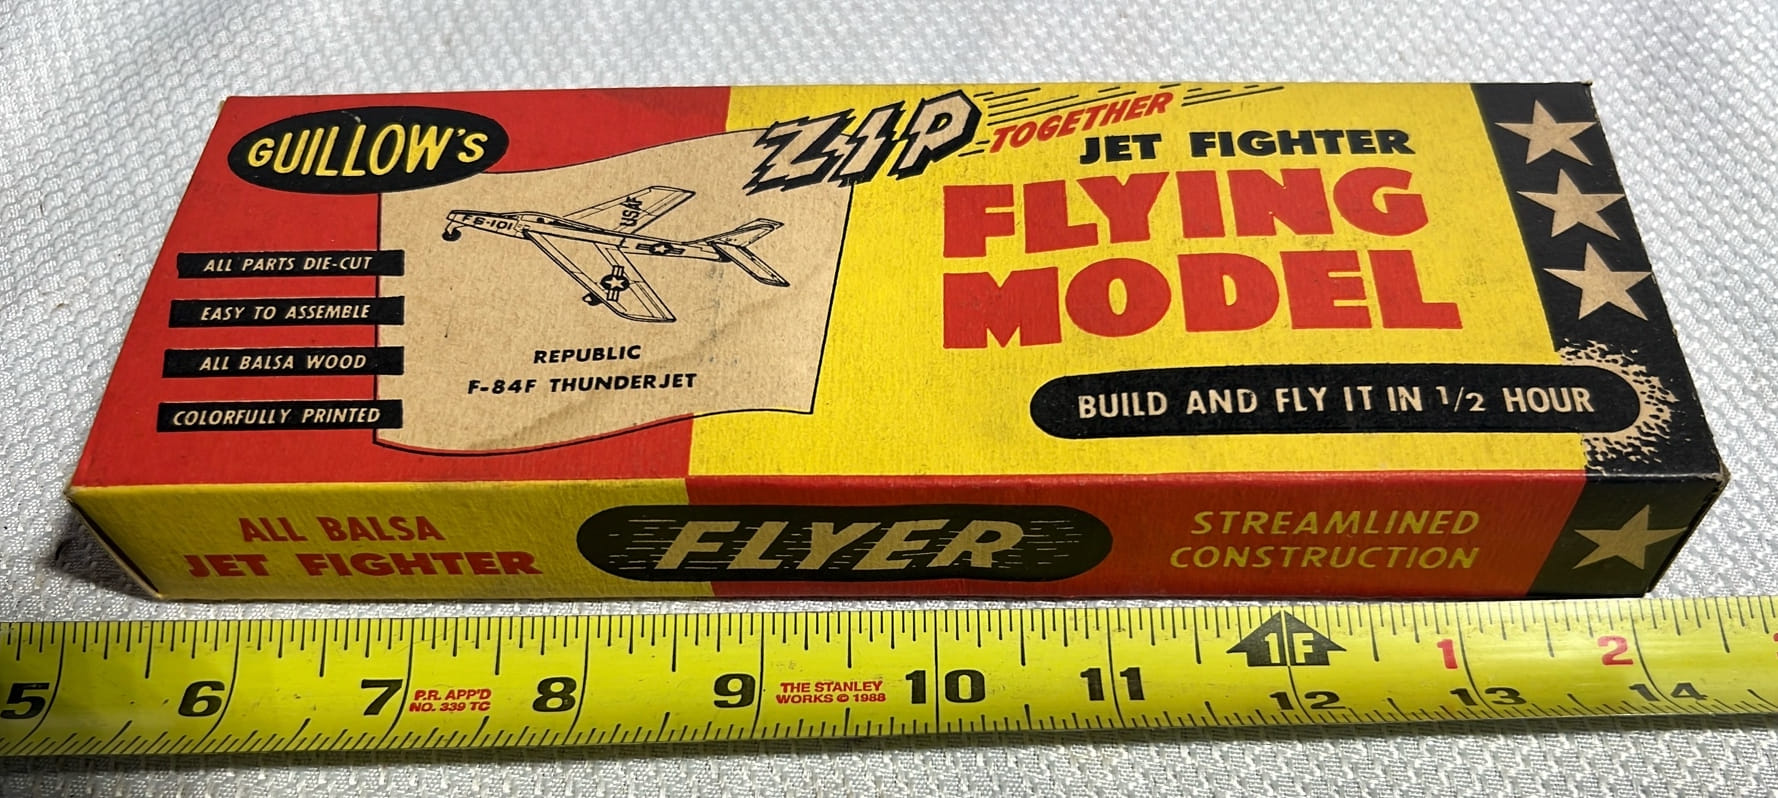 GUILLOW'S
ZIP
TOGETHER
JET FIGHTER
FLYING
MODEL
FS-101
USAF
ALL PARTS DIE-CUT
EASY TO ASSEMBLE
ALL BALSA WOOD
COLORFULLY PRINTED
REPUBLIC
F-84F THUNDERJET
BUILD AND FLY IT IN 1/2 HOUR
ALL BALSA
JET FIGHTER
FLYER
STREAMLINED
CONSTRUCTION
1F 1 2
5 6 7 8 9 10 11 12 13 14
P.R. APP'D
NO. 339 TC
THE STANLEY
WORKS © 1988